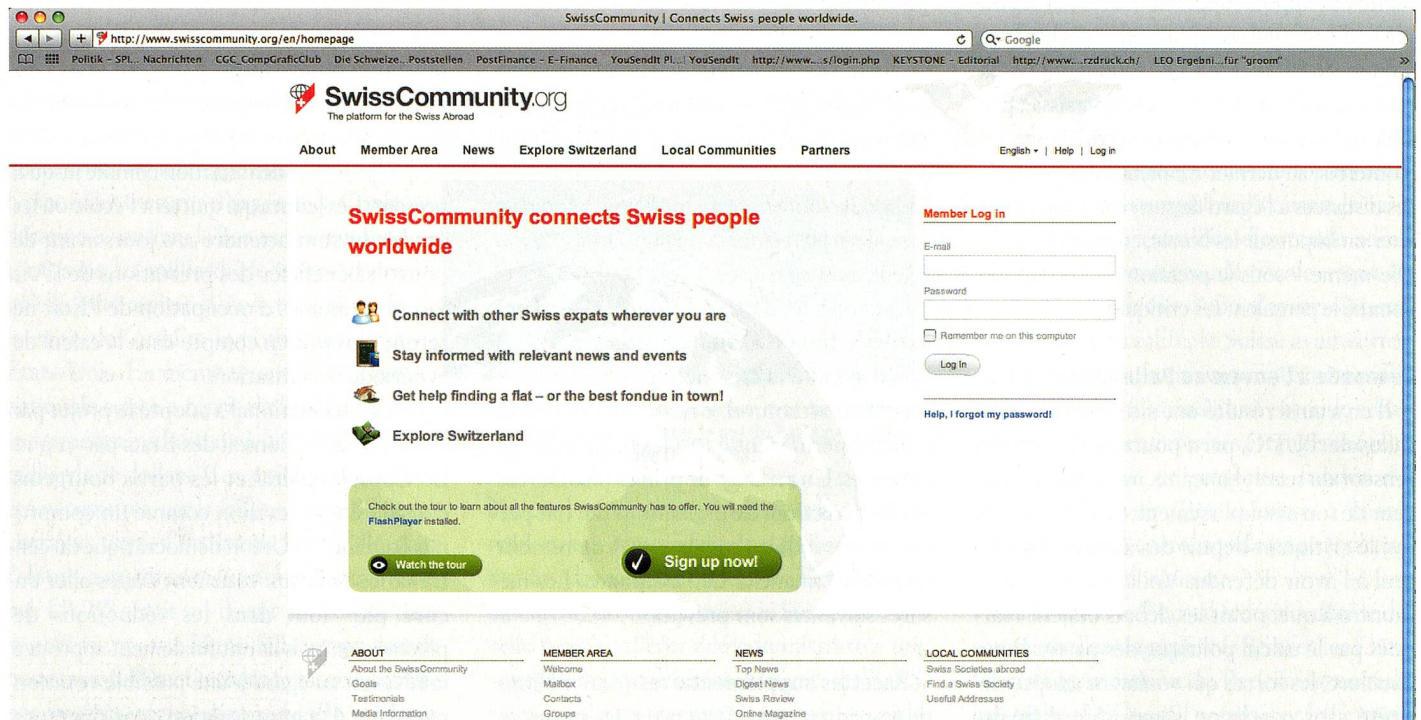 SwissCommunity | Connects Swiss people worldwide.
http://www.swisscommunity.org/en/homepage
Google
Politik – SPI... Nachrichten CGC_CompGraficClub Die Schweize...Poststellen PostFinance – E-Finance YouSendIt Pl...| YouSendIt http://www....s/login.php KEYSTONE – Editorial http://www....rzdruck.ch/ LEO Ergebni...für "groom" »
SwissCommunity.org
The platform for the Swiss Abroad
About Member Area News Explore Switzerland Local Communities Partners
English | Help | Log in
SwissCommunity connects Swiss people
worldwide
Connect with other Swiss expats wherever you are
Stay informed with relevant news and events
Get help finding a flat – or the best fondue in town!
Explore Switzerland
Member Log in
E-mail
Password
Remember me on this computer
Log in
Help, I forgot my password!
Check out the tour to learn about all the features SwissCommunity has to offer. You will need the
FlashPlayer installed.
Watch the tour
Sign up now!
ABOUT
About the SwissCommunity
Goals
Testimonials
Media Information
MEMBER AREA
Welcome
Mailbox
Contacts
Groups
NEWS
Top News
Digest News
Swiss Review
Online Magazine
LOCAL COMMUNITIES
Swiss Societies abroad
Find a Swiss Society
Usefull Addresses